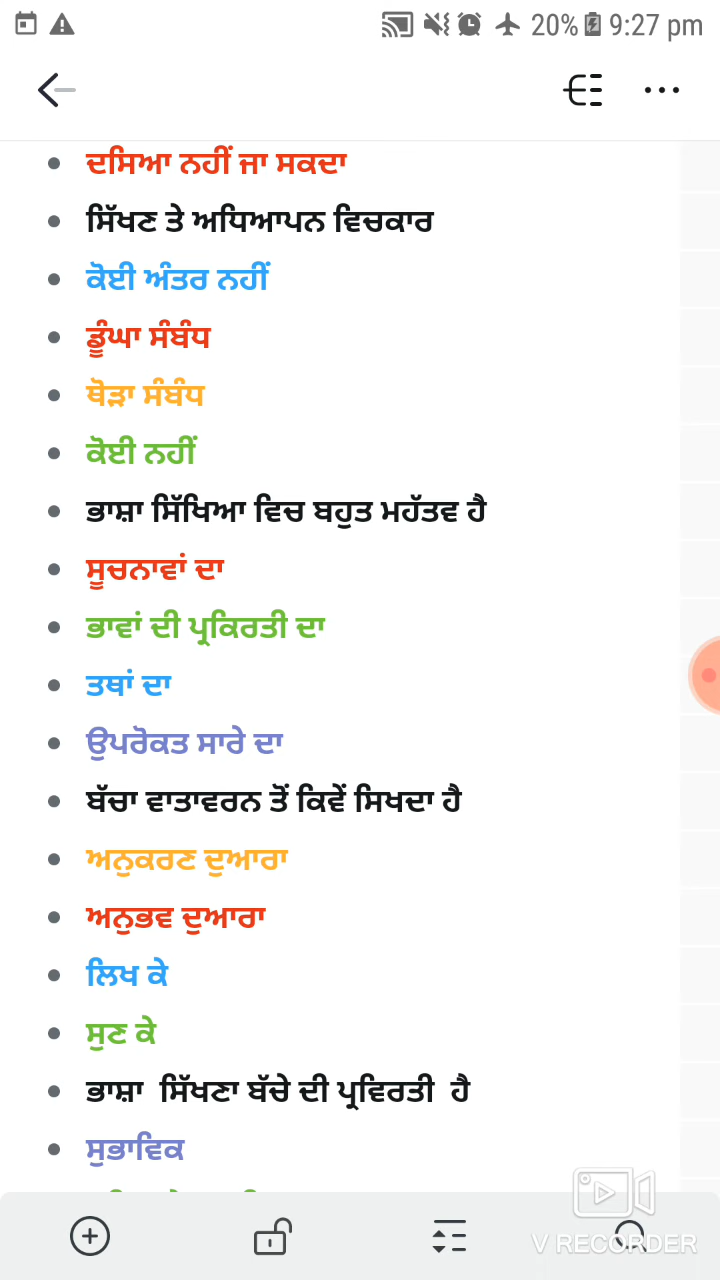 20% 9:27 pm
ਦਸਿਆ ਨਹੀਂ ਜਾ ਸਕਦਾ
ਸਿੱਖਣ ਤੇ ਅਧਿਆਪਨ ਵਿਚਕਾਰ
ਕੋਈ ਅੰਤਰ ਨਹੀਂ
ਡੂੰਘਾ ਸੰਬੰਧ
ਥੋੜਾ ਸੰਬੰਧ
ਕੋਈ ਨਹੀਂ
ਭਾਸ਼ਾ ਸਿੱਖਿਆ ਵਿਚ ਬਹੁਤ ਮਹੱਤਵ ਹੈ
ਸੂਚਨਾਵਾਂ ਦਾ
ਭਾਵਾਂ ਦੀ ਪ੍ਰਕਿਰਤੀ ਦਾ
ਤਥਾਂ ਦਾ
ਉਪਰੋਕਤ ਸਾਰੇ ਦਾ
ਬੱਚਾ ਵਾਤਾਵਰਨ ਤੋਂ ਕਿਵੇਂ ਸਿਖਦਾ ਹੈ
ਅਨੁਕਰਣ ਦੁਆਰਾ
ਅਨੁਭਵ ਦੁਆਰਾ
ਲਿਖ ਕੇ
ਸੁਣ ਕੇ
ਭਾਸ਼ਾ ਸਿੱਖਣਾ ਬੱਚੇ ਦੀ ਪ੍ਰਵਿਰਤੀ ਹੈ
ਸੁਭਾਵਿਕ
V RECORDER